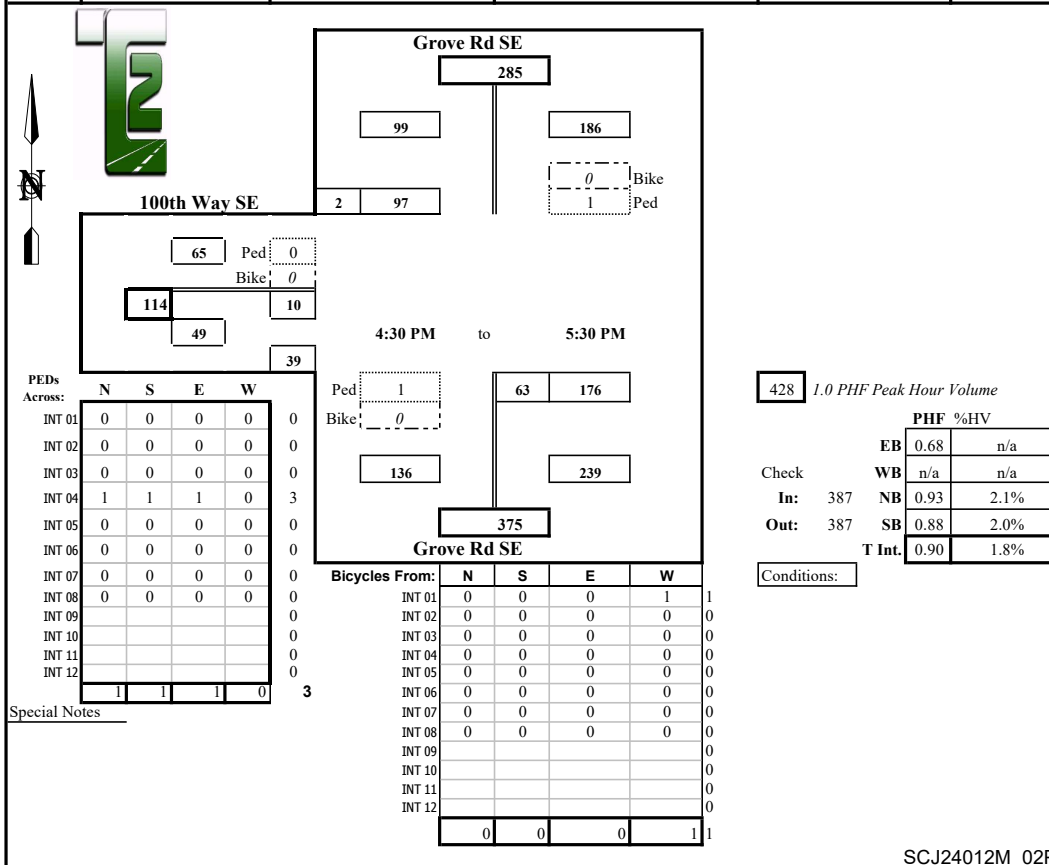 Grove Rd SE
285
99 186
0 Bike
1 Ped
N
100th Way SE
2 97
65 Ped 0
Bike 0
114 10
49
39
4:30 PM to 5:30 PM
PEDs Across: N S E W
INT 01 0 0 0 0 0
INT 02 0 0 0 0 0
INT 03 0 0 0 0 0
INT 04 1 1 1 0 3
INT 05 0 0 0 0 0
INT 06 0 0 0 0 0
INT 07 0 0 0 0 0
INT 08 0 0 0 0 0
INT 09 0
INT 10 0
INT 11 0
INT 12 0
1 1 1 0 3
Special Notes
Ped 1
Bike 0
63 176
136 239
375
Grove Rd SE
428 1.0 PHF Peak Hour Volume
PHF %HV
EB 0.68 n/a
Check WB n/a n/a
In: 387 NB 0.93 2.1%
Out: 387 SB 0.88 2.0%
T Int. 0.90 1.8%
Conditions:
Bicycles From: N S E W
INT 01 0 0 0 1 1
INT 02 0 0 0 0 0
INT 03 0 0 0 0 0
INT 04 0 0 0 0 0
INT 05 0 0 0 0 0
INT 06 0 0 0 0 0
INT 07 0 0 0 0 0
INT 08 0 0 0 0 0
INT 09 0
INT 10 0
INT 11 0
INT 12 0
0 0 0 1 1